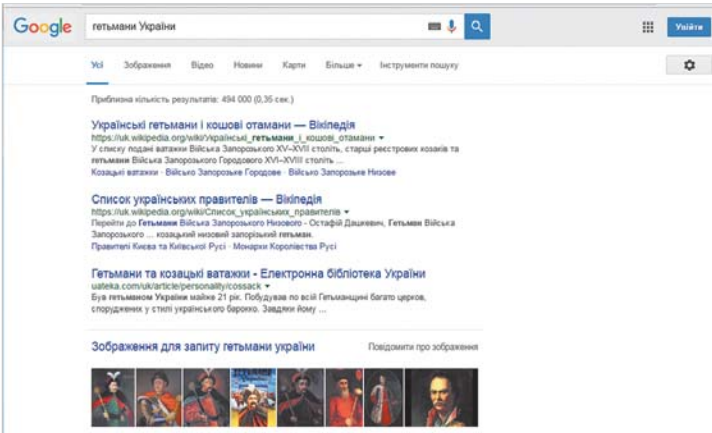 Google гетьмани України Увійти
Усі Зображення Відео Новини Карти Більше Інструменти пошуку
Приблизна кількість результатів: 494 000 (0,35 сек.)
Українські гетьмани і кошові отамани — Вікіпедія
https://uk.wikipedia.org/wiki/Українські_гетьмани_і_кошові_отамани
У списку подані ватажки Війська Запорозького XV–XVII століть, старші реєстрових козаків та
гетьмани Війська Запорозького Городового XVI–XVIII століть ...
Козацькі ватажки · Військо Запорозьке Городове · Військо Запорозьке Низове
Список українських правителів — Вікіпедія
https://uk.wikipedia.org/wiki/Список_українських_правителів
Перейти до Гетьмани Війська Запорозького Низового - Остафій Дашкевич, Гетьман Війська
Запорозького ... козацький низовий запорізький гетьман.
Правителі Києва та Київської Русі · Монархи Королівства Русі
Гетьмани та козацькі ватажки - Електронна бібліотека України
uateka.com/uk/article/personality/cossack
Був гетьманом України майже 21 рік. Побудував по всій Гетьманщині багато церков,
споруджених у стилі українського барокко. Завдяки йому ...
Зображення для запиту гетьмани україни Повідомити про зображення